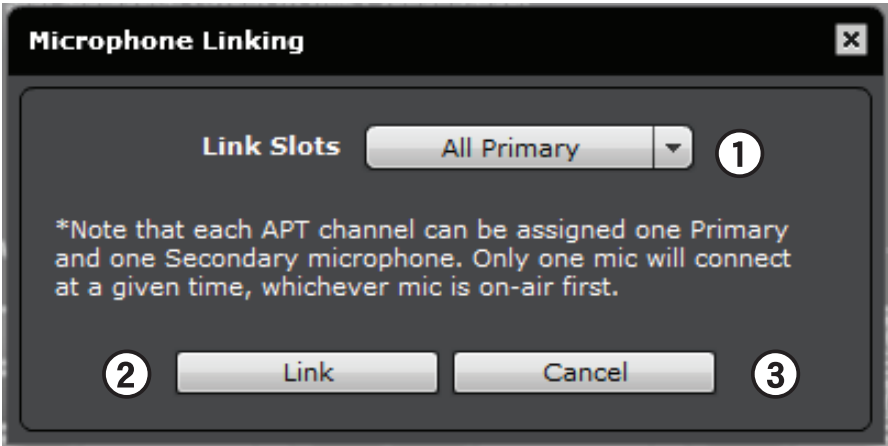 Microphone Linking
Link Slots All Primary 1
*Note that each APT channel can be assigned one Primary
and one Secondary microphone. Only one mic will connect
at a given time, whichever mic is on-air first.
2 Link Cancel 3